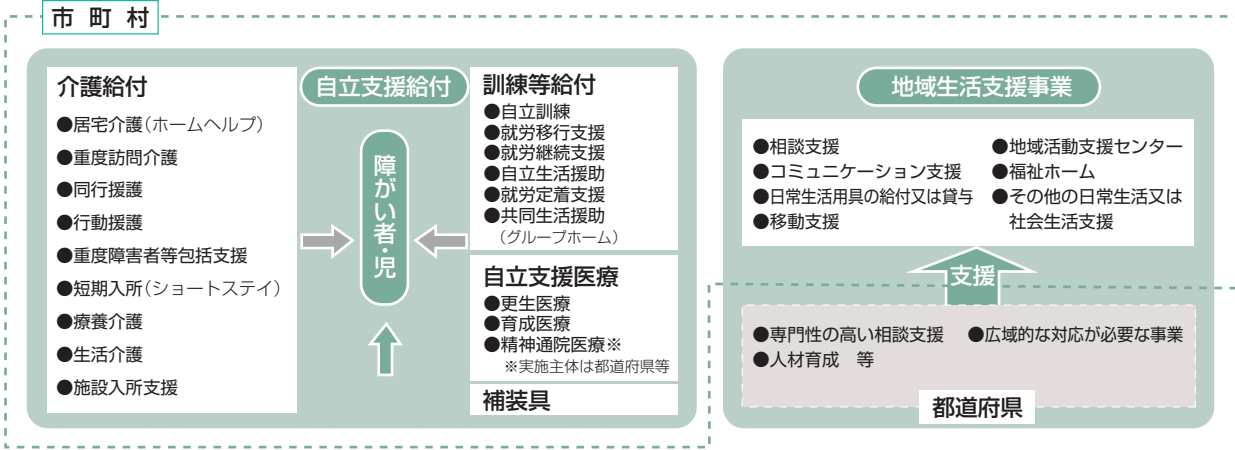 市町村
自立支援給付
介護給付
●居宅介護(ホームヘルプ)
●重度訪問介護
●同行援護
●行動援護
●重度障害者等包括支援
●短期入所(ショートステイ)
●療養介護
●生活介護
●施設入所支援
障がい者・児
訓練等給付
●自立訓練
●就労移行支援
●就労継続支援
●自立生活援助
●就労定着支援
●共同生活援助
(グループホーム)
自立支援医療
●更生医療
●育成医療
●精神通院医療※
※実施主体は都道府県等
補装具
地域生活支援事業
●相談支援
●コミュニケーション支援
●日常生活用具の給付又は貸与
●移動支援
●地域活動支援センター
●福祉ホーム
●その他の日常生活又は
社会生活支援
支援
●専門性の高い相談支援 ●広域的な対応が必要な事業
●人材育成 等
都道府県